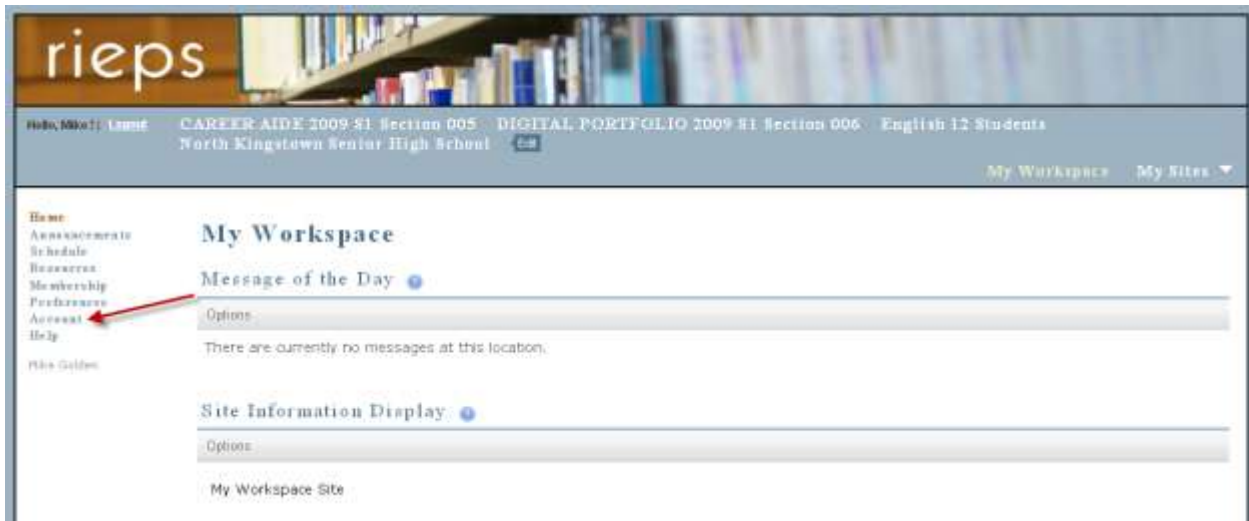 rieps
Hello, Mike! | Logout
CAREER AIDE 2009 S1 Section 005 DIGITAL PORTFOLIO 2009 S1 Section 006 English 12 Students
North Kingstown Senior High School Edit
My Workspace My Sites
Home
Announcements
Schedule
Resources
Membership
Preferences
Account
Help
Mike Golden
My Workspace
Message of the Day
Options
There are currently no messages at this location.
Site Information Display
Options
My Workspace Site